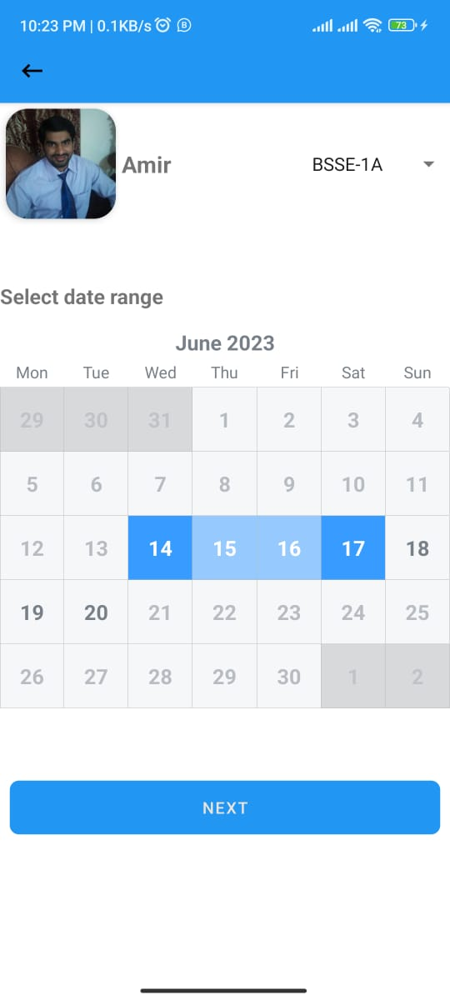 10:23 PM | 0.1KB/s B 73
Amir BSSE-1A
Select date range
June 2023
Mon Tue Wed Thu Fri Sat Sun
29 30 31 1 2 3 4
5 6 7 8 9 10 11
12 13 14 15 16 17 18
19 20 21 22 23 24 25
26 27 28 29 30 1 2
NEXT